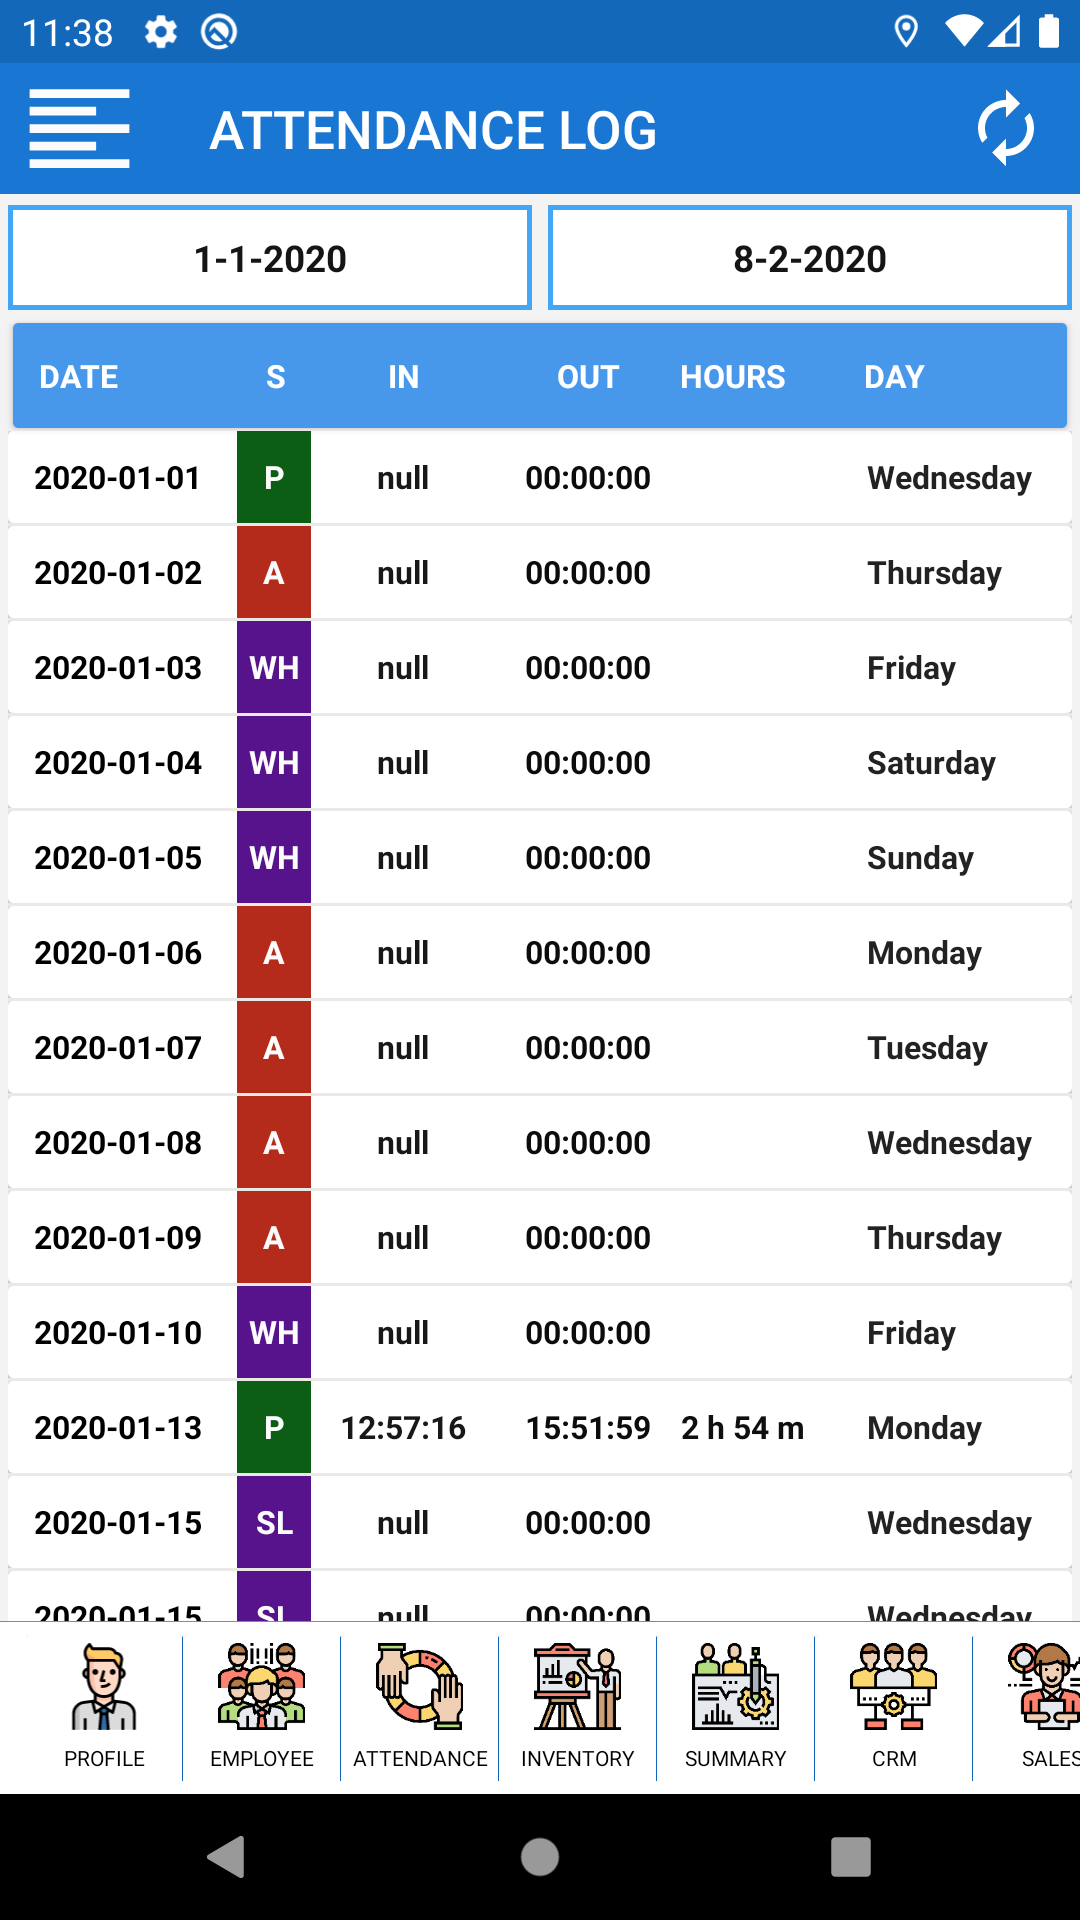 11:38
ATTENDANCE LOG
1-1-2020 8-2-2020
DATE S IN OUT HOURS DAY
2020-01-01 P null 00:00:00 Wednesday
2020-01-02 A null 00:00:00 Thursday
2020-01-03 WH null 00:00:00 Friday
2020-01-04 WH null 00:00:00 Saturday
2020-01-05 WH null 00:00:00 Sunday
2020-01-06 A null 00:00:00 Monday
2020-01-07 A null 00:00:00 Tuesday
2020-01-08 A null 00:00:00 Wednesday
2020-01-09 A null 00:00:00 Thursday
2020-01-10 WH null 00:00:00 Friday
2020-01-13 P 12:57:16 15:51:59 2 h 54 m Monday
2020-01-15 SL null 00:00:00 Wednesday
2020-01-15 SL null 00:00:00 Wednesday
PROFILE EMPLOYEE ATTENDANCE INVENTORY SUMMARY CRM SALES